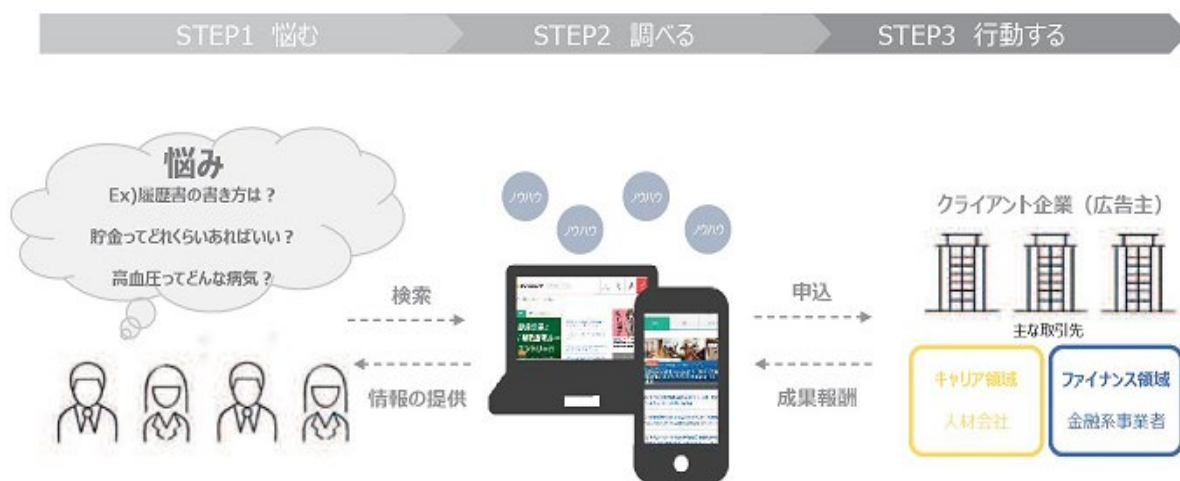 STEP1 悩む
STEP2 調べる
STEP3 行動する
悩み
Ex)履歴書の書き方は？
貯金ってどれくらいあればいい？
高血圧ってどんな病気？
ノウハウ
ノウハウ
ノウハウ
ノウハウ
検索
情報の提供
申込
成果報酬
クライアント企業（広告主）
主な取引先
キャリア領域
人材会社
ファイナンス領域
金融系事業者